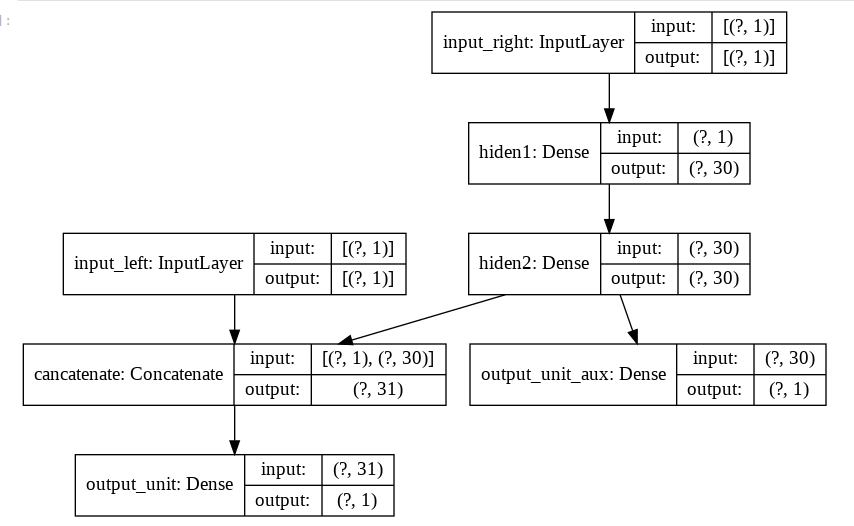 ]:
input_right: InputLayer
input: [(?, 1)]
output: [(?, 1)]
hiden1: Dense
input: (?, 1)
output: (?, 30)
input_left: InputLayer
input: [(?, 1)]
output: [(?, 1)]
hiden2: Dense
input: (?, 30)
output: (?, 30)
cancatenate: Concatenate
input: [(?, 1), (?, 30)]
output: (?, 31)
output_unit_aux: Dense
input: (?, 30)
output: (?, 1)
output_unit: Dense
input: (?, 31)
output: (?, 1)